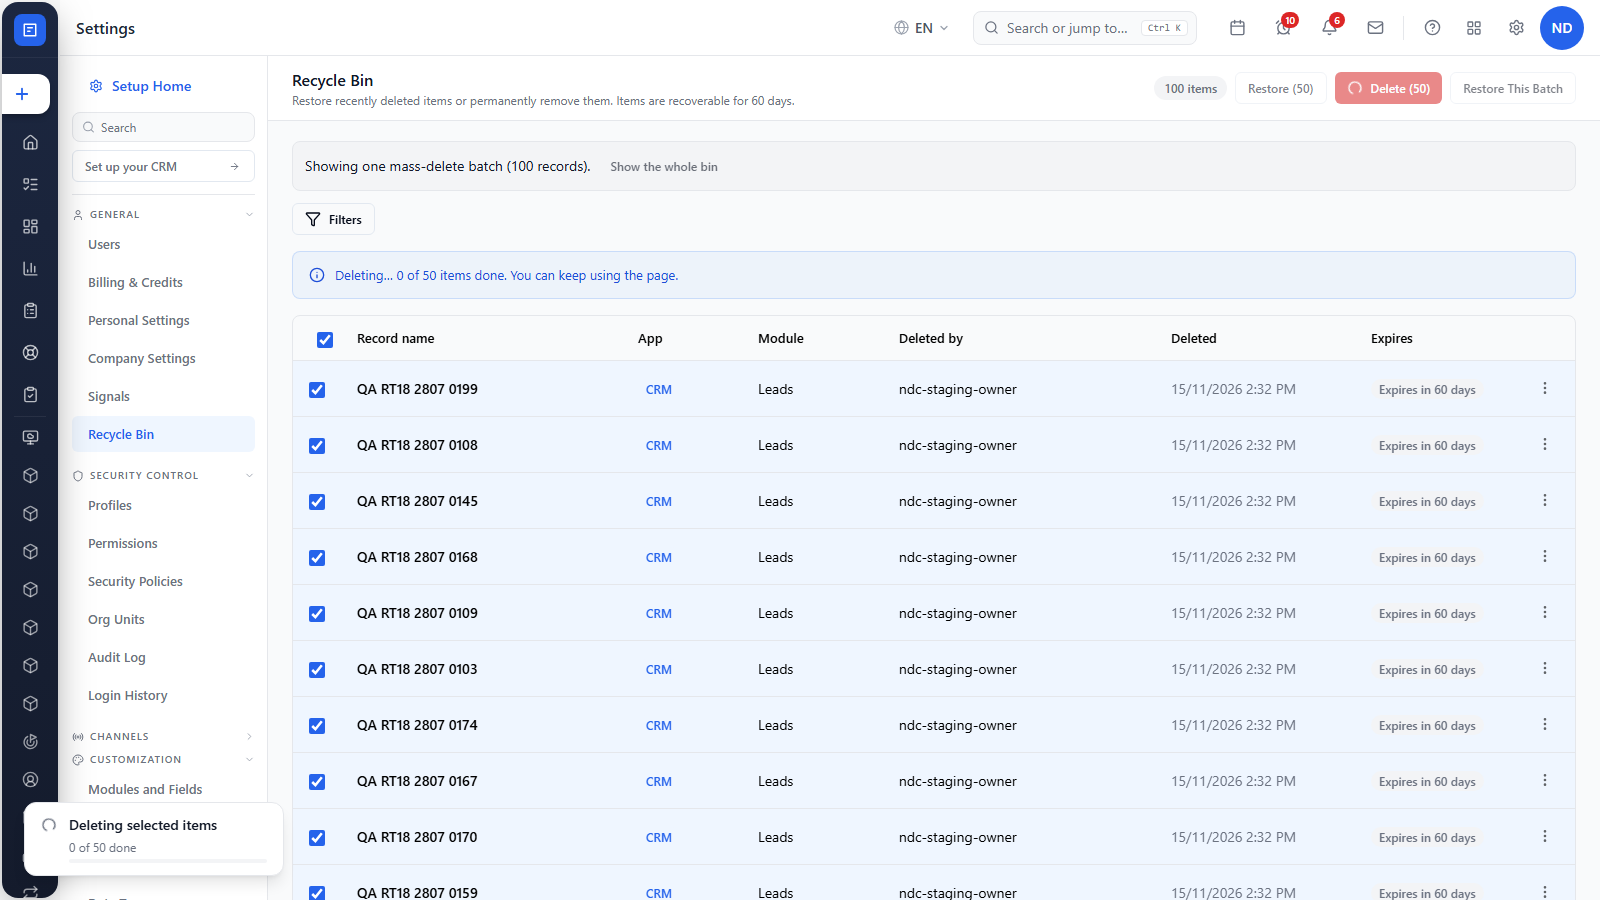 Settings
EN
Search or jump to...
Ctrl K
10
6
ND
Setup Home
Search
Set up your CRM
GENERAL
Users
Billing & Credits
Personal Settings
Company Settings
Signals
Recycle Bin
SECURITY CONTROL
Profiles
Permissions
Security Policies
Org Units
Audit Log
Login History
CHANNELS
CUSTOMIZATION
Modules and Fields
Deleting selected items
0 of 50 done
Recycle Bin
Restore recently deleted items or permanently remove them. Items are recoverable for 60 days.
100 items
Restore (50)
Delete (50)
Restore This Batch
Showing one mass-delete batch (100 records).
Show the whole bin
Filters
Deleting... 0 of 50 items done. You can keep using the page.
Record name App Module Deleted by Deleted Expires
QA RT18 2807 0199 CRM Leads ndc-staging-owner 15/11/2026 2:32 PM Expires in 60 days
QA RT18 2807 0108 CRM Leads ndc-staging-owner 15/11/2026 2:32 PM Expires in 60 days
QA RT18 2807 0145 CRM Leads ndc-staging-owner 15/11/2026 2:32 PM Expires in 60 days
QA RT18 2807 0168 CRM Leads ndc-staging-owner 15/11/2026 2:32 PM Expires in 60 days
QA RT18 2807 0109 CRM Leads ndc-staging-owner 15/11/2026 2:32 PM Expires in 60 days
QA RT18 2807 0103 CRM Leads ndc-staging-owner 15/11/2026 2:32 PM Expires in 60 days
QA RT18 2807 0174 CRM Leads ndc-staging-owner 15/11/2026 2:32 PM Expires in 60 days
QA RT18 2807 0167 CRM Leads ndc-staging-owner 15/11/2026 2:32 PM Expires in 60 days
QA RT18 2807 0170 CRM Leads ndc-staging-owner 15/11/2026 2:32 PM Expires in 60 days
QA RT18 2807 0159 CRM Leads ndc-staging-owner 15/11/2026 2:32 PM Expires in 60 days